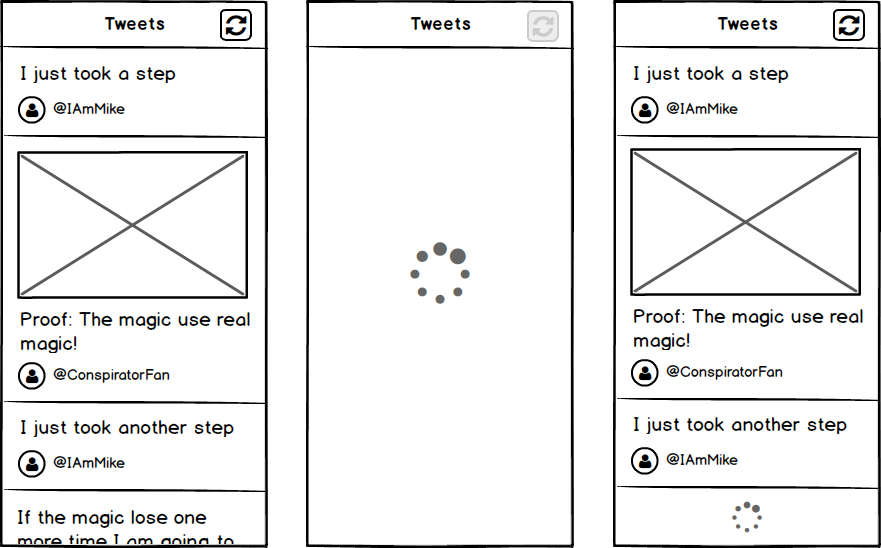 Tweets
I just took a step
@IAmMike
Proof: The magic use real
magic!
@ConspiratorFan
I just took another step
@IAmMike
If the magic lose one
more time I am going to
Tweets
Tweets
I just took a step
@IAmMike
Proof: The magic use real
magic!
@ConspiratorFan
I just took another step
@IAmMike